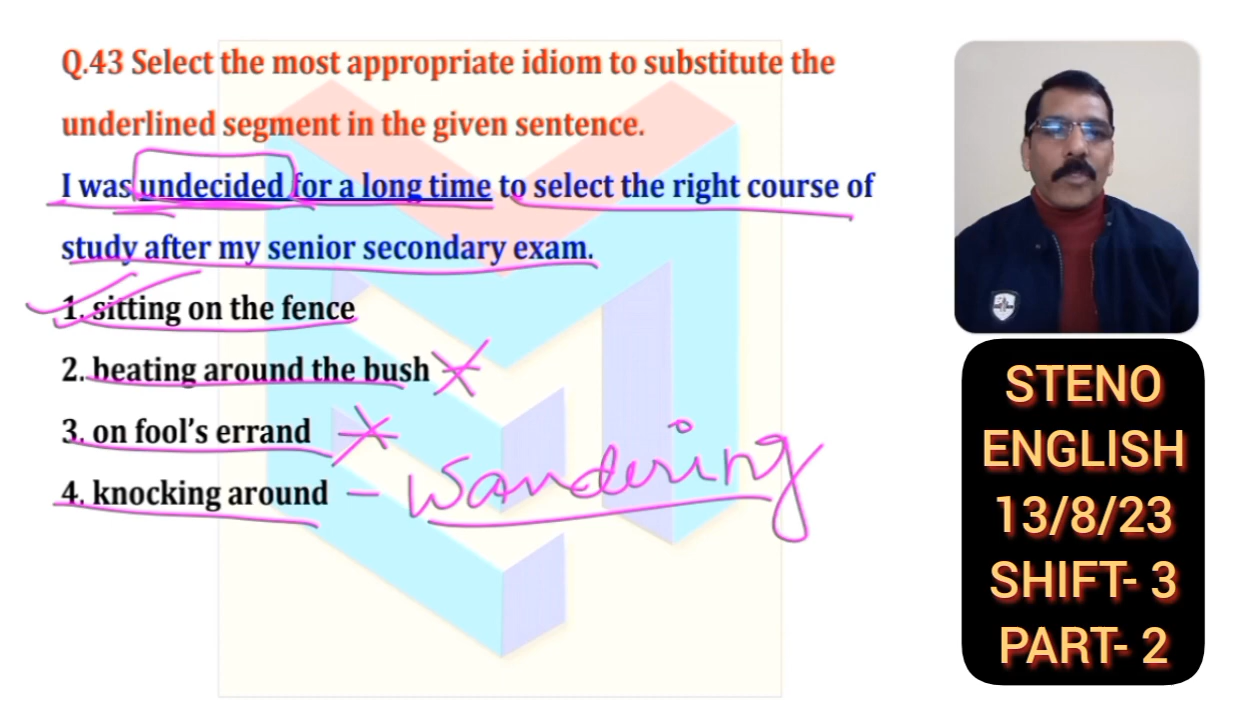 Q.43 Select the most appropriate idiom to substitute the
underlined segment in the given sentence.
I was undecided for a long time to select the right course of
study after my senior secondary exam.
1. sitting on the fence
2. beating around the bush
3. on fool's errand
4. knocking around – wandering
STENO
ENGLISH
13/8/23
SHIFT- 3
PART- 2